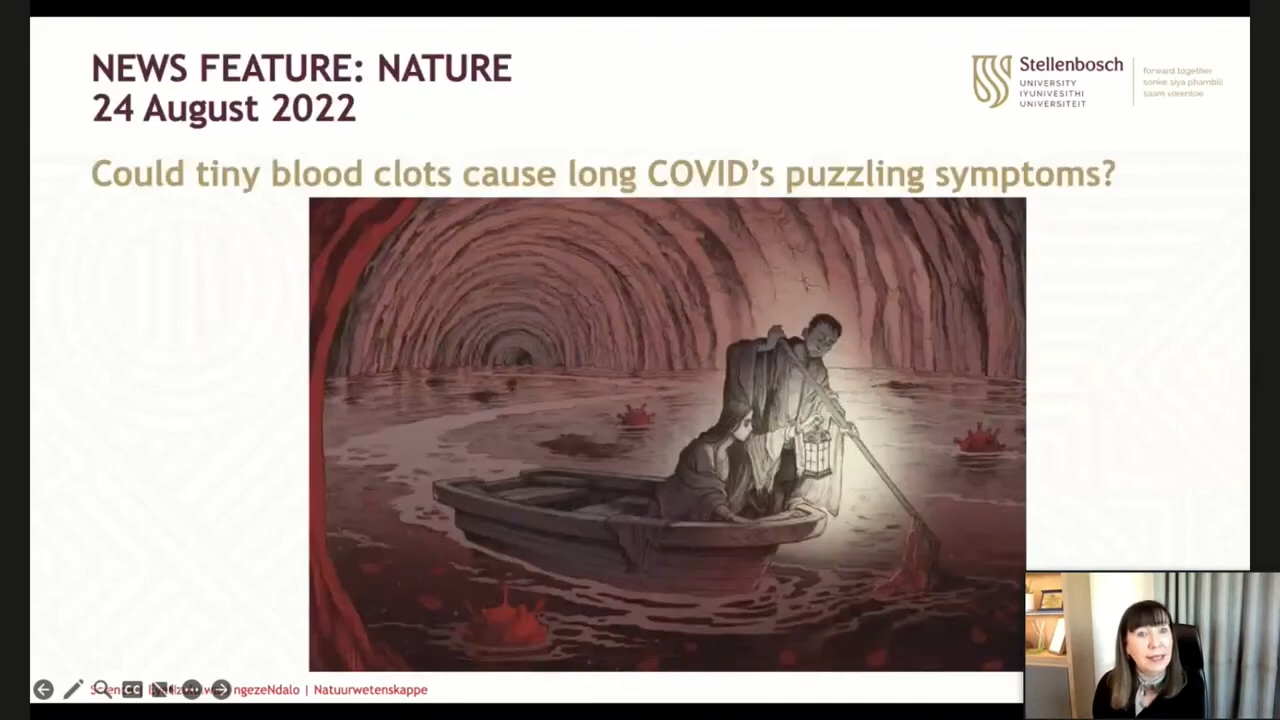 NEWS FEATURE: NATURE
24 August 2022
Stellenbosch
UNIVERSITY
IYUNIVESITHI
UNIVERSITEIT
forward together
sonke siya phambili
saam vorentoe
Could tiny blood clots cause long COVID's puzzling symptoms?
CC
ngezeNdalo | Natuurwetenskappe